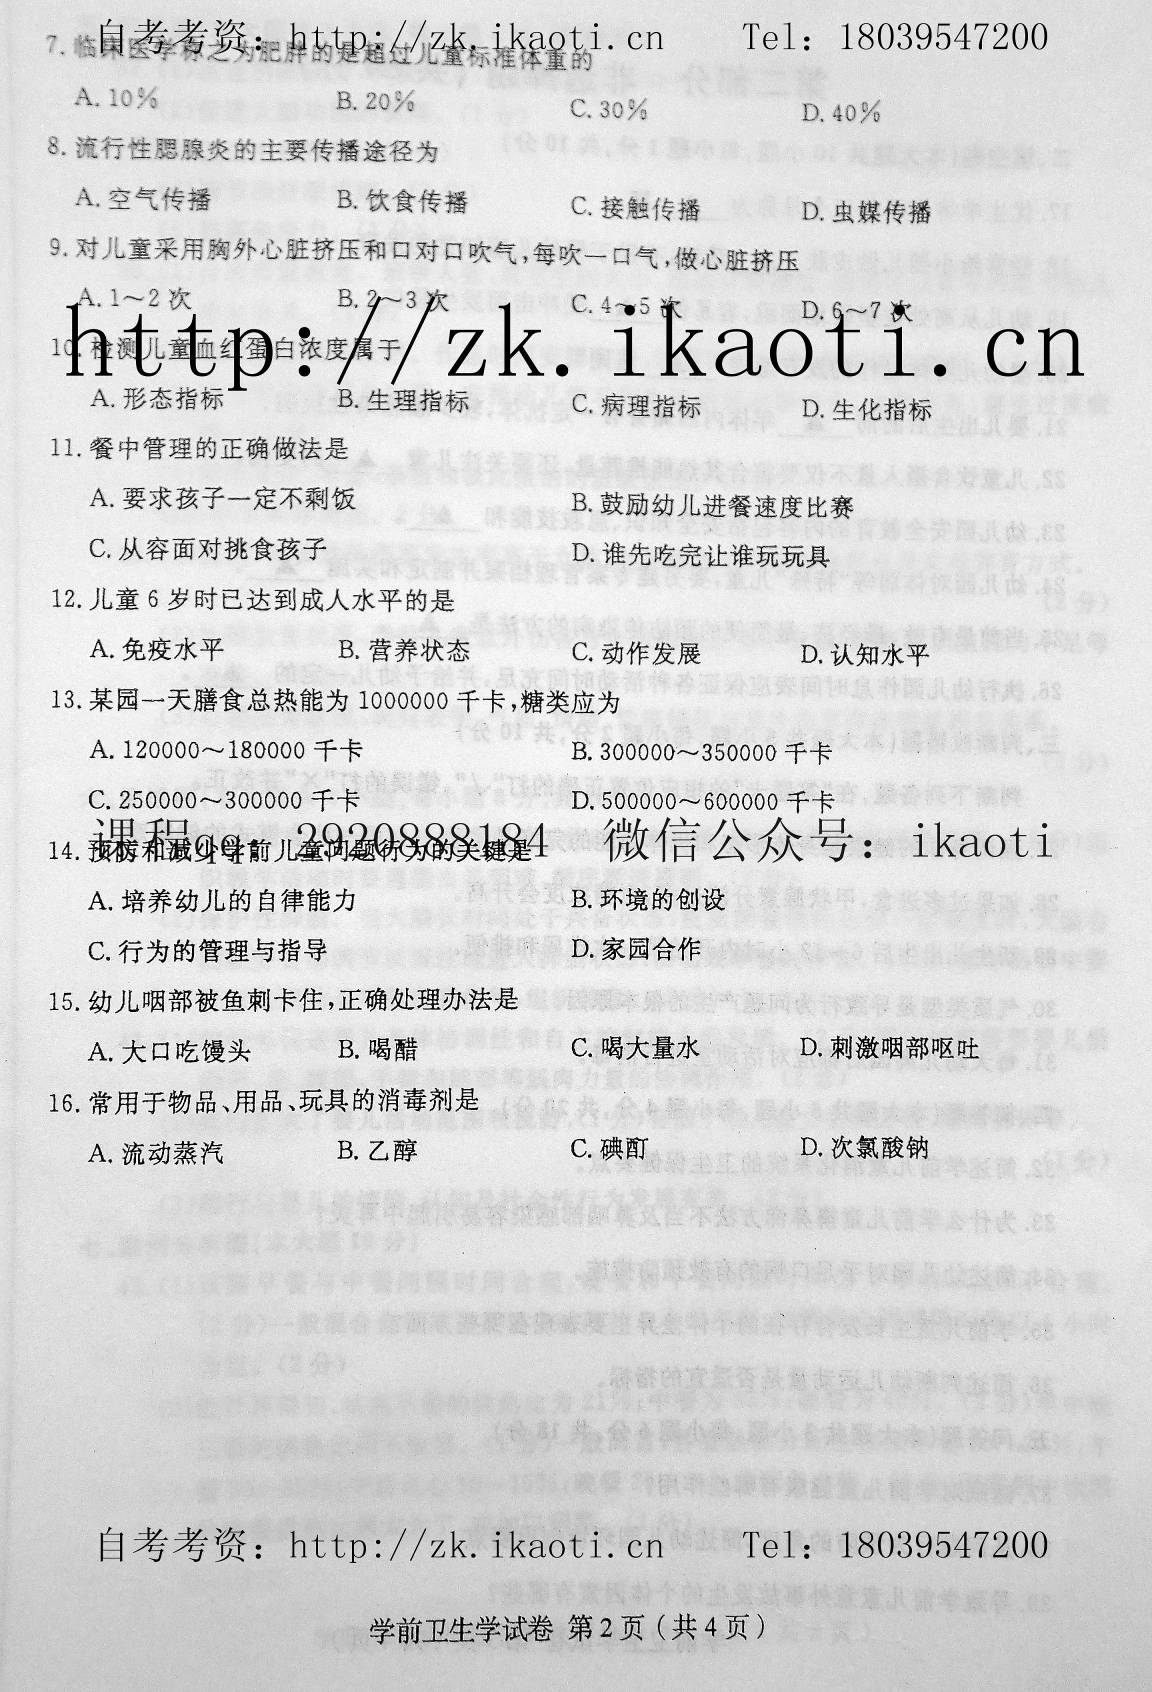 自考考资：http://zk.ikaoti.cn Tel：18039547200
7.临床医学称之为肥胖的是超过儿童标准体重的
A.10% B.20% C.30% D.40%
8.流行性腮腺炎的主要传播途径为
A.空气传播 B.饮食传播 C.接触传播 D.虫媒传播
9.对儿童采用胸外心脏挤压和口对口吹气,每吹一口气,做心脏挤压
A.1～2次 B.2～3次 C.4～5次 D.6～7次
http://zk.ikaoti.cn
10.检测儿童血红蛋白浓度属于
A.形态指标 B.生理指标 C.病理指标 D.生化指标
11.餐中管理的正确做法是
A.要求孩子一定不剩饭 B.鼓励幼儿进餐速度比赛
C.从容面对挑食孩子 D.谁先吃完让谁玩玩具
12.儿童6岁时已达到成人水平的是
A.免疫水平 B.营养状态 C.动作发展 D.认知水平
13.某园一天膳食总热能为1000000千卡,糖类应为
A.120000～180000千卡 B.300000～350000千卡
C.250000～300000千卡 D.500000～600000千卡
课程qq：2920888184 微信公众号：ikaoti
14.预防和减少学前儿童问题行为的关键是
A.培养幼儿的自律能力 B.环境的创设
C.行为的管理与指导 D.家园合作
15.幼儿咽部被鱼刺卡住,正确处理办法是
A.大口吃馒头 B.喝醋 C.喝大量水 D.刺激咽部呕吐
16.常用于物品、用品、玩具的消毒剂是
A.流动蒸汽 B.乙醇 C.碘酊 D.次氯酸钠
自考考资：http://zk.ikaoti.cn Tel：18039547200
学前卫生学试卷 第2页(共4页)